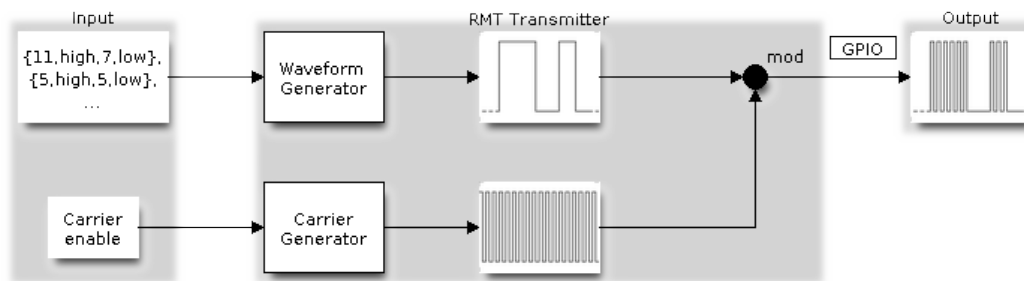 Input
RMT Transmitter
Output
{11,high,7,low},
{5,high,5,low},
...
Waveform
Generator
mod
GPIO
Carrier
enable
Carrier
Generator